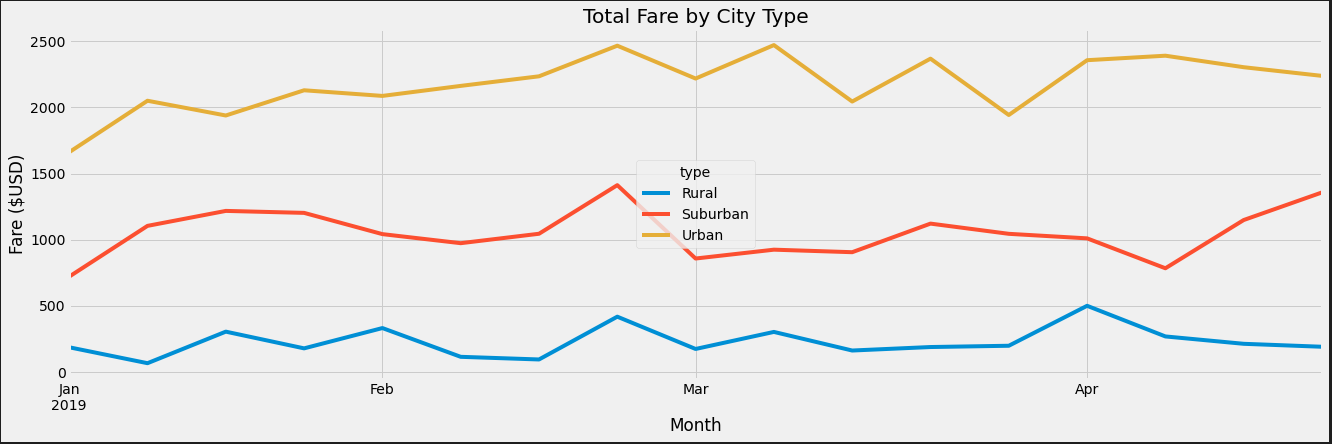 Total Fare by City Type
Fare ($USD)
2500
2000
1500
1000
500
0
type
Rural
Suburban
Urban
Jan Feb Mar Apr
2019
Month